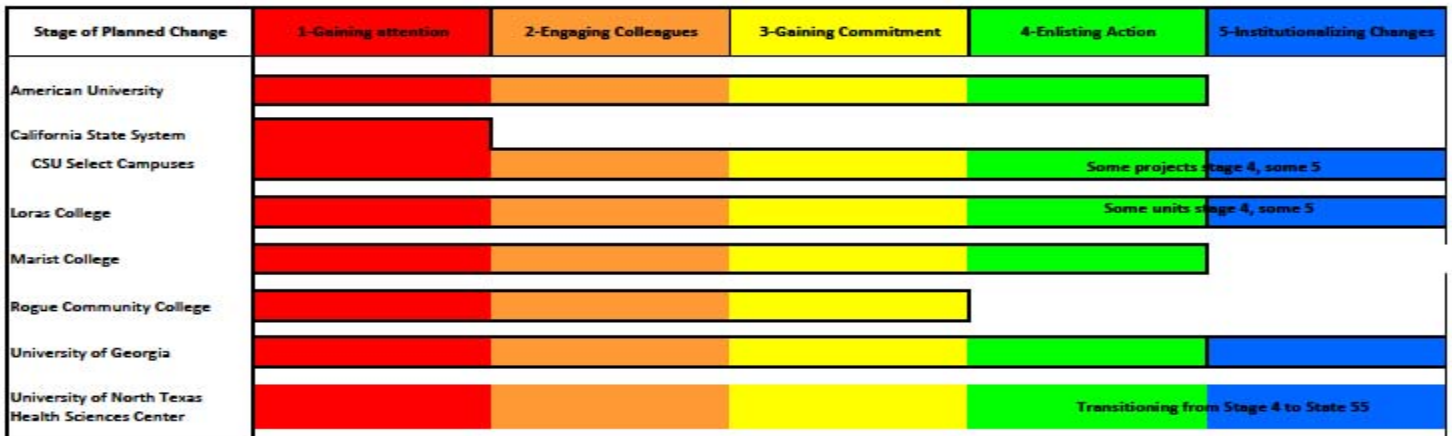 Stage of Planned Change 1-Gaining attention 2-Engaging Colleagues 3-Gaining Commitment 4-Enlisting Action 5-Institutionalizing Changes
American University
California State System
CSU Select Campuses Some projects stage 4, some 5
Loras College Some units stage 4, some 5
Marist College
Rogue Community College
University of Georgia
University of North Texas
Health Sciences Center Transitioning from Stage 4 to State 55